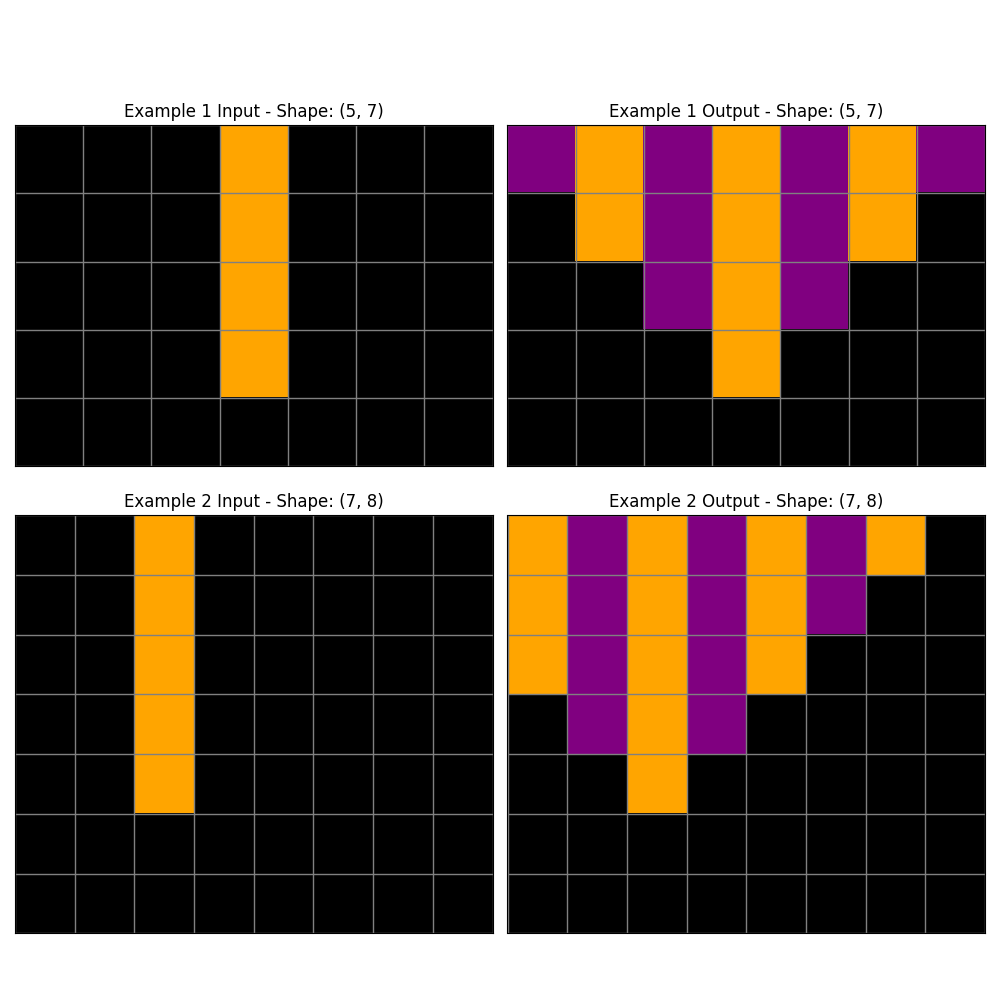 Example 1 Input - Shape: (5, 7)
Example 1 Output - Shape: (5, 7)
Example 2 Input - Shape: (7, 8)
Example 2 Output - Shape: (7, 8)